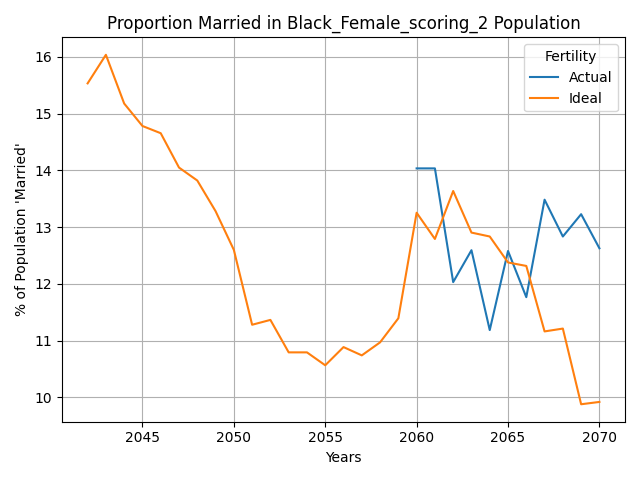 Proportion Married in Black_Female_scoring_2 Population
Fertility
Actual
Ideal
% of Population 'Married'
16
15
14
13
12
11
10
2045 2050 2055 2060 2065 2070
Years